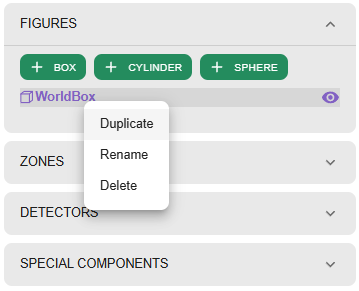 FIGURES
+ BOX + CYLINDER + SPHERE
WorldBox
Duplicate
Rename
Delete
ZONES
DETECTORS
SPECIAL COMPONENTS